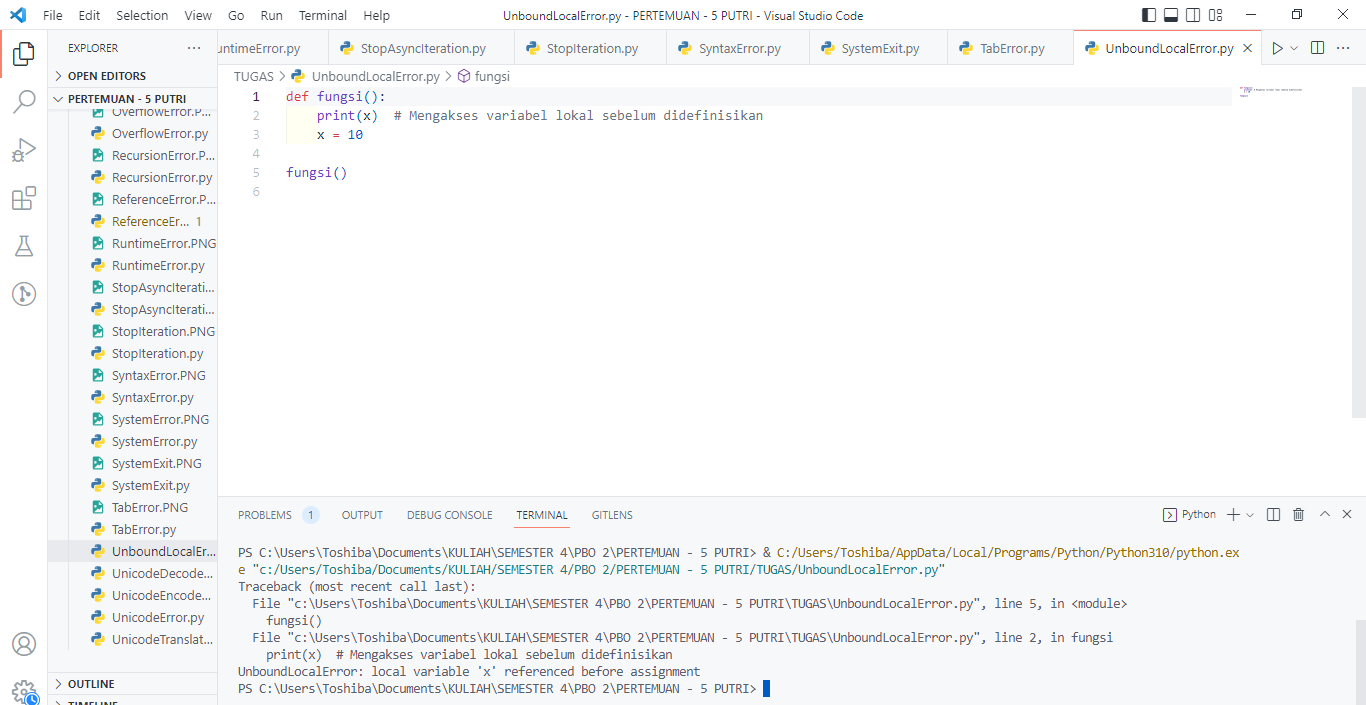 File Edit Selection View Go Run Terminal Help
UnboundLocalError.py - PERTEMUAN - 5 PUTRI - Visual Studio Code
EXPLORER ...
untimeError.py StopAsyncIteration.py StopIteration.py SyntaxError.py SystemExit.py TabError.py UnboundLocalError.py
OPEN EDITORS
PERTEMUAN - 5 PUTRI
OverflowError.P...
OverflowError.py
RecursionError.P...
RecursionError.py
ReferenceError.P...
ReferenceEr... 1
RuntimeError.PNG
RuntimeError.py
StopAsyncIterati...
StopAsyncIterati...
StopIteration.PNG
StopIteration.py
SyntaxError.PNG
SyntaxError.py
SystemError.PNG
SystemError.py
SystemExit.PNG
SystemExit.py
TabError.PNG
TabError.py
UnboundLocalEr...
UnicodeDecode...
UnicodeEncode...
UnicodeError.py
UnicodeTranslat...
OUTLINE
TIMELINE
TUGAS > UnboundLocalError.py > fungsi
1 def fungsi():
2 print(x) # Mengakses variabel lokal sebelum didefinisikan
3 x = 10
4
5 fungsi()
6
PROBLEMS 1 OUTPUT DEBUG CONSOLE TERMINAL GITLENS
Python
PS C:\Users\Toshiba\Documents\KULIAH\SEMESTER 4\PBO 2\PERTEMUAN - 5 PUTRI> & C:/Users/Toshiba/AppData/Local/Programs/Python/Python310/python.ex
e "c:/Users/Toshiba/Documents/KULIAH/SEMESTER 4/PBO 2/PERTEMUAN - 5 PUTRI/TUGAS/UnboundLocalError.py"
Traceback (most recent call last):
File "c:\Users\Toshiba\Documents\KULIAH\SEMESTER 4\PBO 2\PERTEMUAN - 5 PUTRI\TUGAS\UnboundLocalError.py", line 5, in <module>
fungsi()
File "c:\Users\Toshiba\Documents\KULIAH\SEMESTER 4\PBO 2\PERTEMUAN - 5 PUTRI\TUGAS\UnboundLocalError.py", line 2, in fungsi
print(x) # Mengakses variabel lokal sebelum didefinisikan
UnboundLocalError: local variable 'x' referenced before assignment
PS C:\Users\Toshiba\Documents\KULIAH\SEMESTER 4\PBO 2\PERTEMUAN - 5 PUTRI>